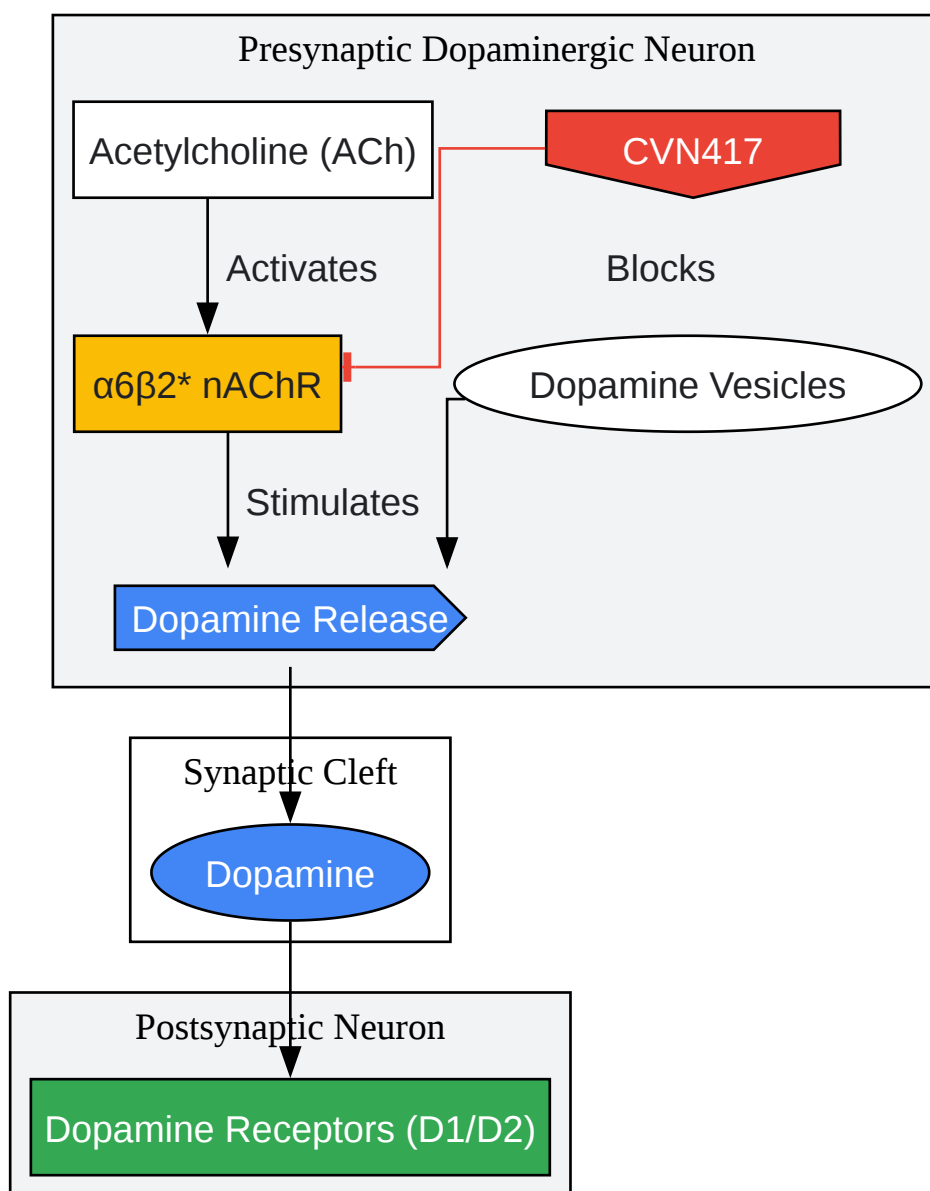 Presynaptic Dopaminergic Neuron
Acetylcholine (ACh)
CVN417
Activates
Blocks
α6β2* nAChR
Dopamine Vesicles
Stimulates
Dopamine Release
Synaptic Cleft
Dopamine
Postsynaptic Neuron
Dopamine Receptors (D1/D2)